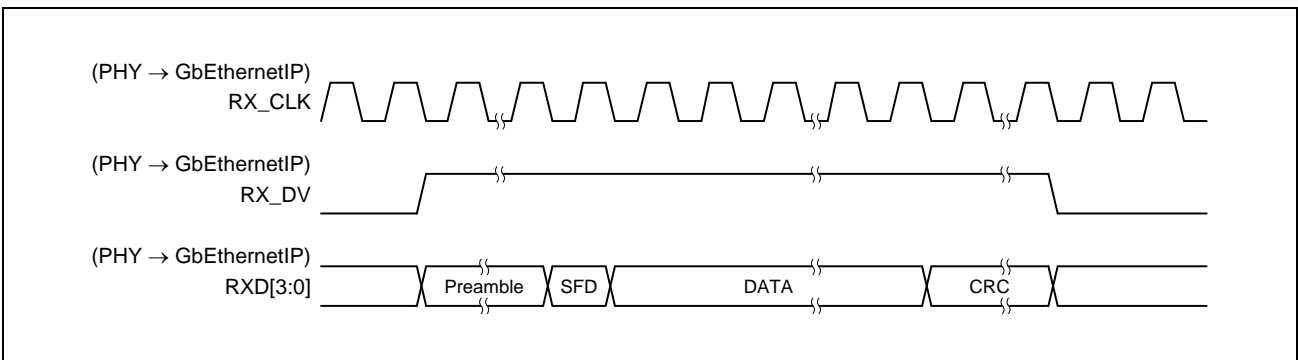 (PHY → GbEthernetIP)
RX_CLK
(PHY → GbEthernetIP)
RX_DV
(PHY → GbEthernetIP)
RXD[3:0]
Preamble SFD DATA CRC